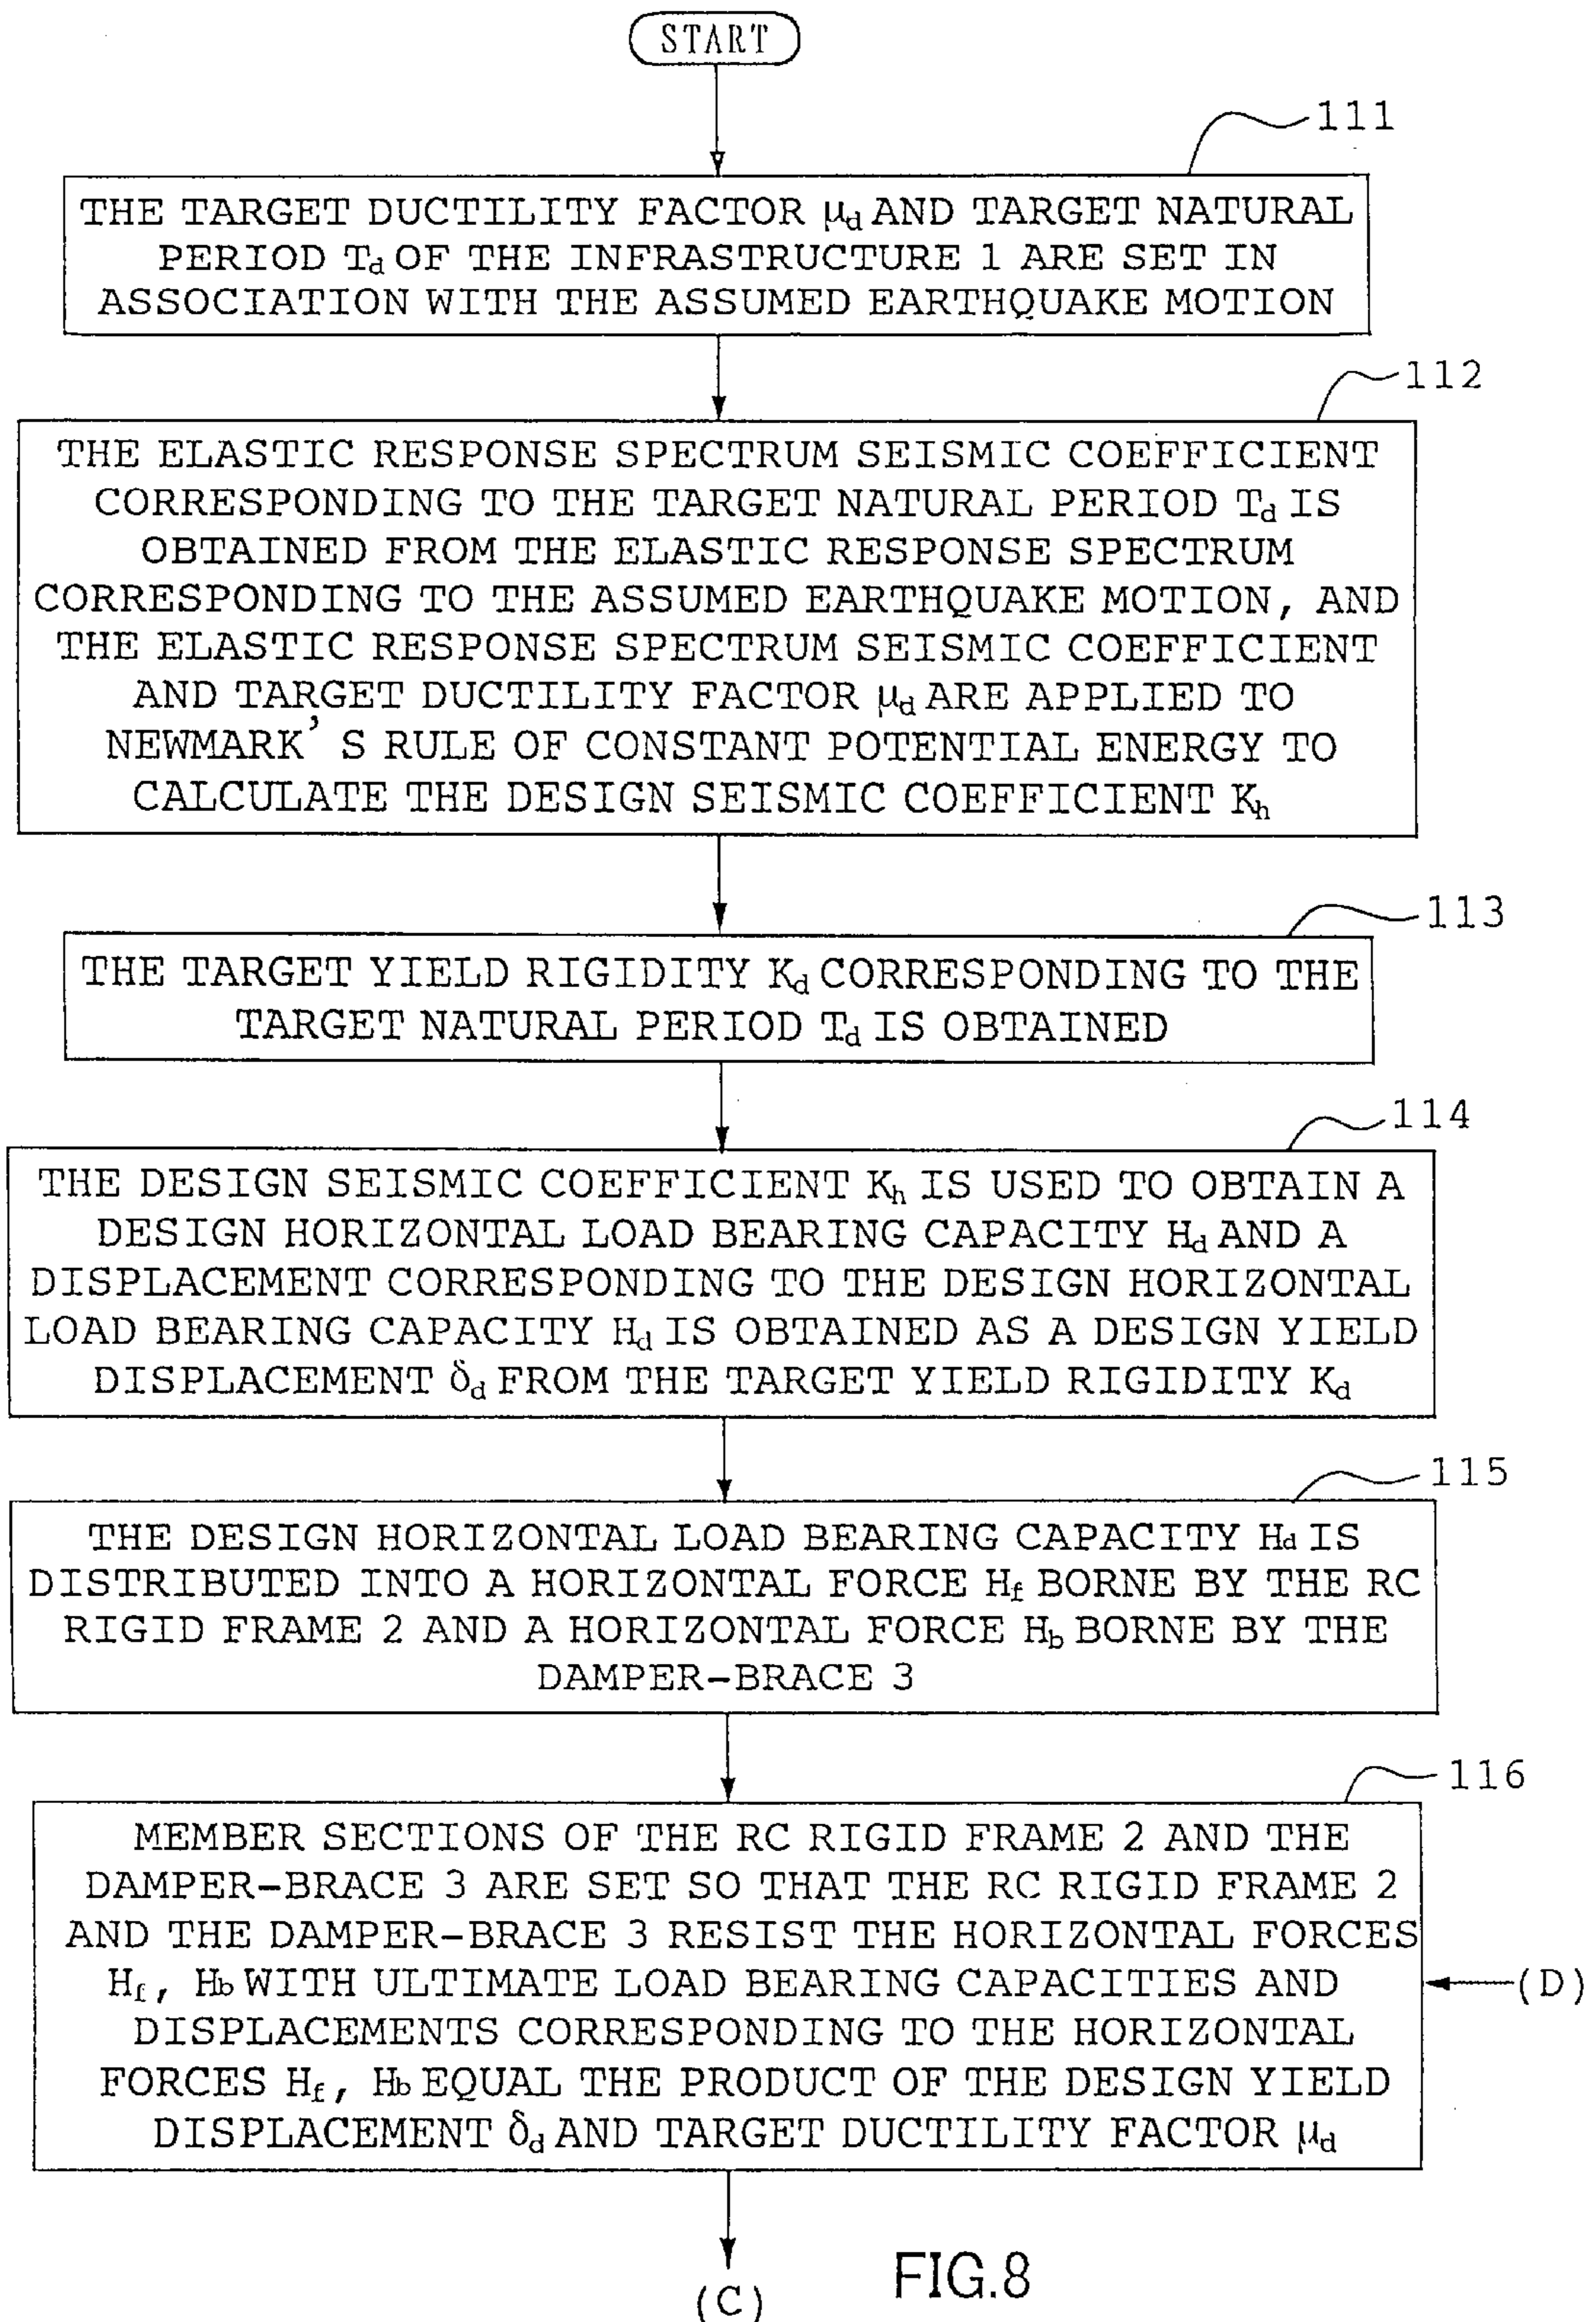 START
111
THE TARGET DUCTILITY FACTOR μd AND TARGET NATURAL
PERIOD Td OF THE INFRASTRUCTURE 1 ARE SET IN
ASSOCIATION WITH THE ASSUMED EARTHQUAKE MOTION
112
THE ELASTIC RESPONSE SPECTRUM SEISMIC COEFFICIENT
CORRESPONDING TO THE TARGET NATURAL PERIOD Td IS
OBTAINED FROM THE ELASTIC RESPONSE SPECTRUM
CORRESPONDING TO THE ASSUMED EARTHQUAKE MOTION, AND
THE ELASTIC RESPONSE SPECTRUM SEISMIC COEFFICIENT
AND TARGET DUCTILITY FACTOR μd ARE APPLIED TO
NEWMARK'S RULE OF CONSTANT POTENTIAL ENERGY TO
CALCULATE THE DESIGN SEISMIC COEFFICIENT Kh
113
THE TARGET YIELD RIGIDITY Kd CORRESPONDING TO THE
TARGET NATURAL PERIOD Td IS OBTAINED
114
THE DESIGN SEISMIC COEFFICIENT Kh IS USED TO OBTAIN A
DESIGN HORIZONTAL LOAD BEARING CAPACITY Hd AND A
DISPLACEMENT CORRESPONDING TO THE DESIGN HORIZONTAL
LOAD BEARING CAPACITY Hd IS OBTAINED AS A DESIGN YIELD
DISPLACEMENT δd FROM THE TARGET YIELD RIGIDITY Kd
115
THE DESIGN HORIZONTAL LOAD BEARING CAPACITY Hd IS
DISTRIBUTED INTO A HORIZONTAL FORCE Hf BORNE BY THE RC
RIGID FRAME 2 AND A HORIZONTAL FORCE Hb BORNE BY THE
DAMPER-BRACE 3
116
MEMBER SECTIONS OF THE RC RIGID FRAME 2 AND THE
DAMPER-BRACE 3 ARE SET SO THAT THE RC RIGID FRAME 2
AND THE DAMPER-BRACE 3 RESIST THE HORIZONTAL FORCES
Hf, Hb WITH ULTIMATE LOAD BEARING CAPACITIES AND
DISPLACEMENTS CORRESPONDING TO THE HORIZONTAL
FORCES Hf, Hb EQUAL THE PRODUCT OF THE DESIGN YIELD
DISPLACEMENT δd AND TARGET DUCTILITY FACTOR μd
(D)
(C)
FIG.8